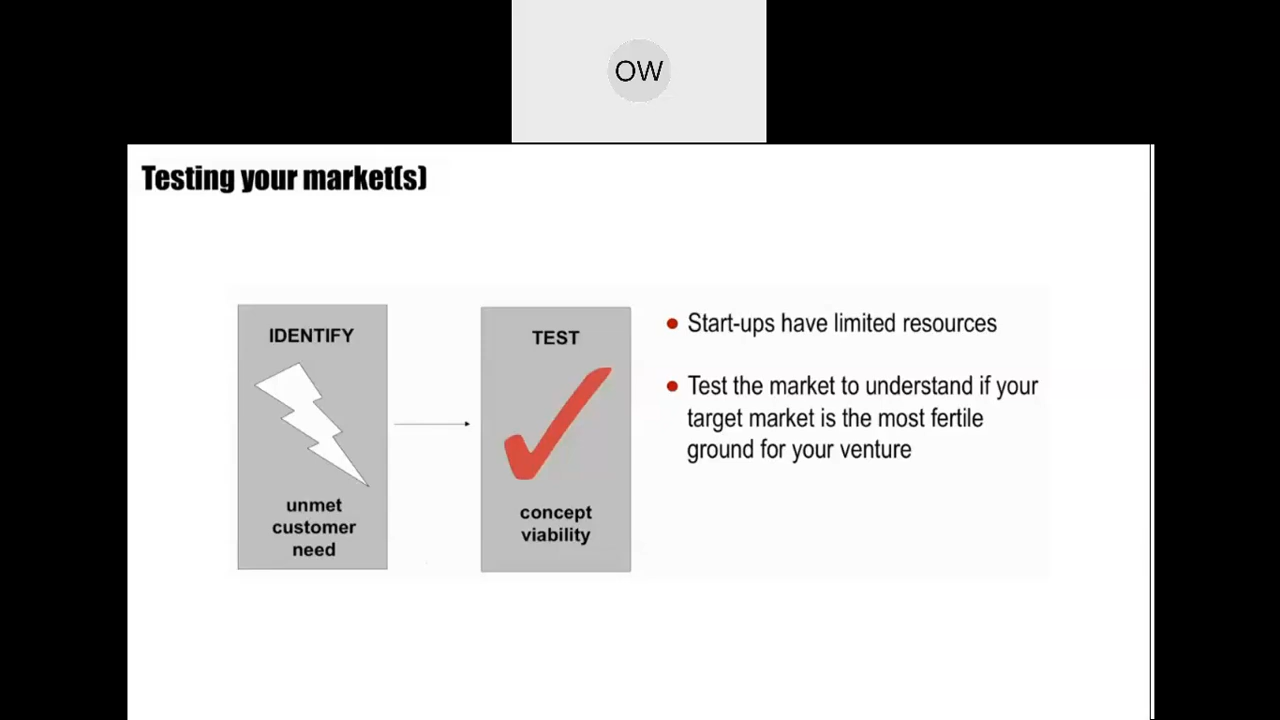 OW
Testing your market(s)
IDENTIFY
unmet
customer
need
TEST
concept
viability
Start-ups have limited resources
Test the market to understand if your
target market is the most fertile
ground for your venture